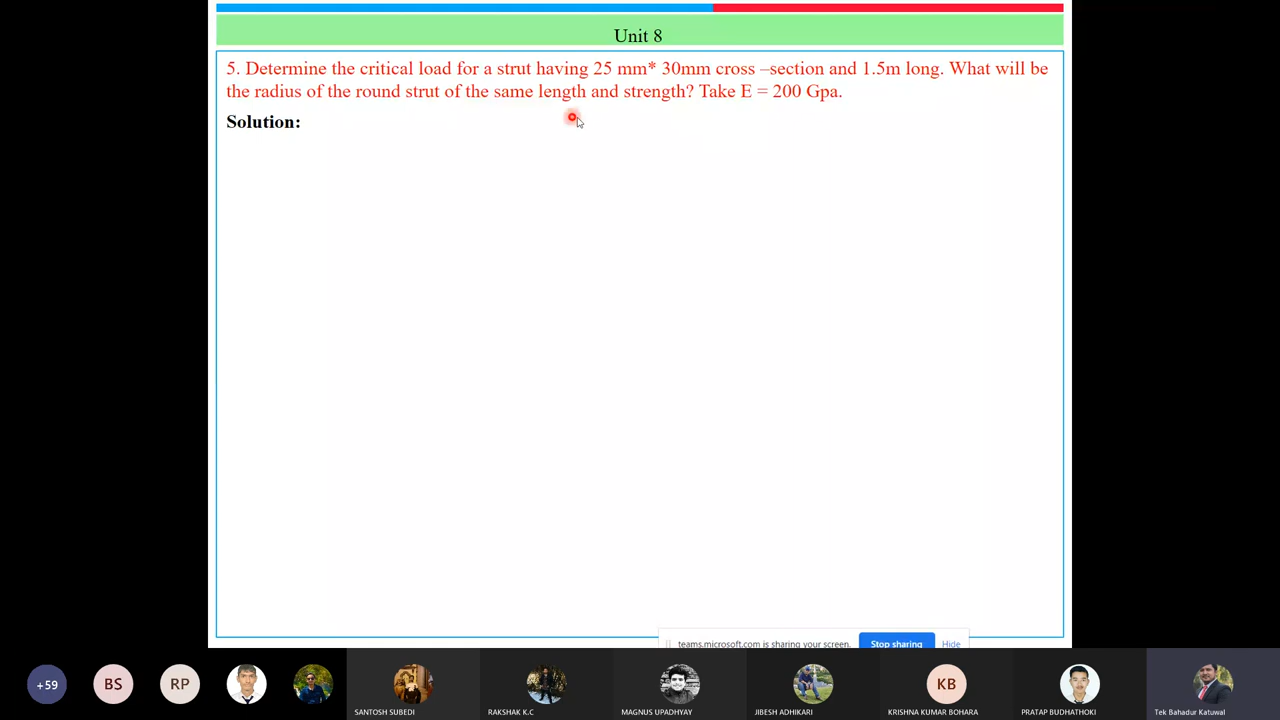 Unit 8
5. Determine the critical load for a strut having 25 mm* 30mm cross –section and 1.5m long. What will be
the radius of the round strut of the same length and strength? Take E = 200 Gpa.
Solution:
teams.microsoft.com is sharing your screen. Stop sharing Hide
+59 BS RP KB
SANTOSH SUBEDI RAKSHAK K.C MAGNUS UPADHYAY JIBESH ADHIKARI KRISHNA KUMAR BOHARA PRATAP BUDHATHOKI Tek Bahadur Katuwal